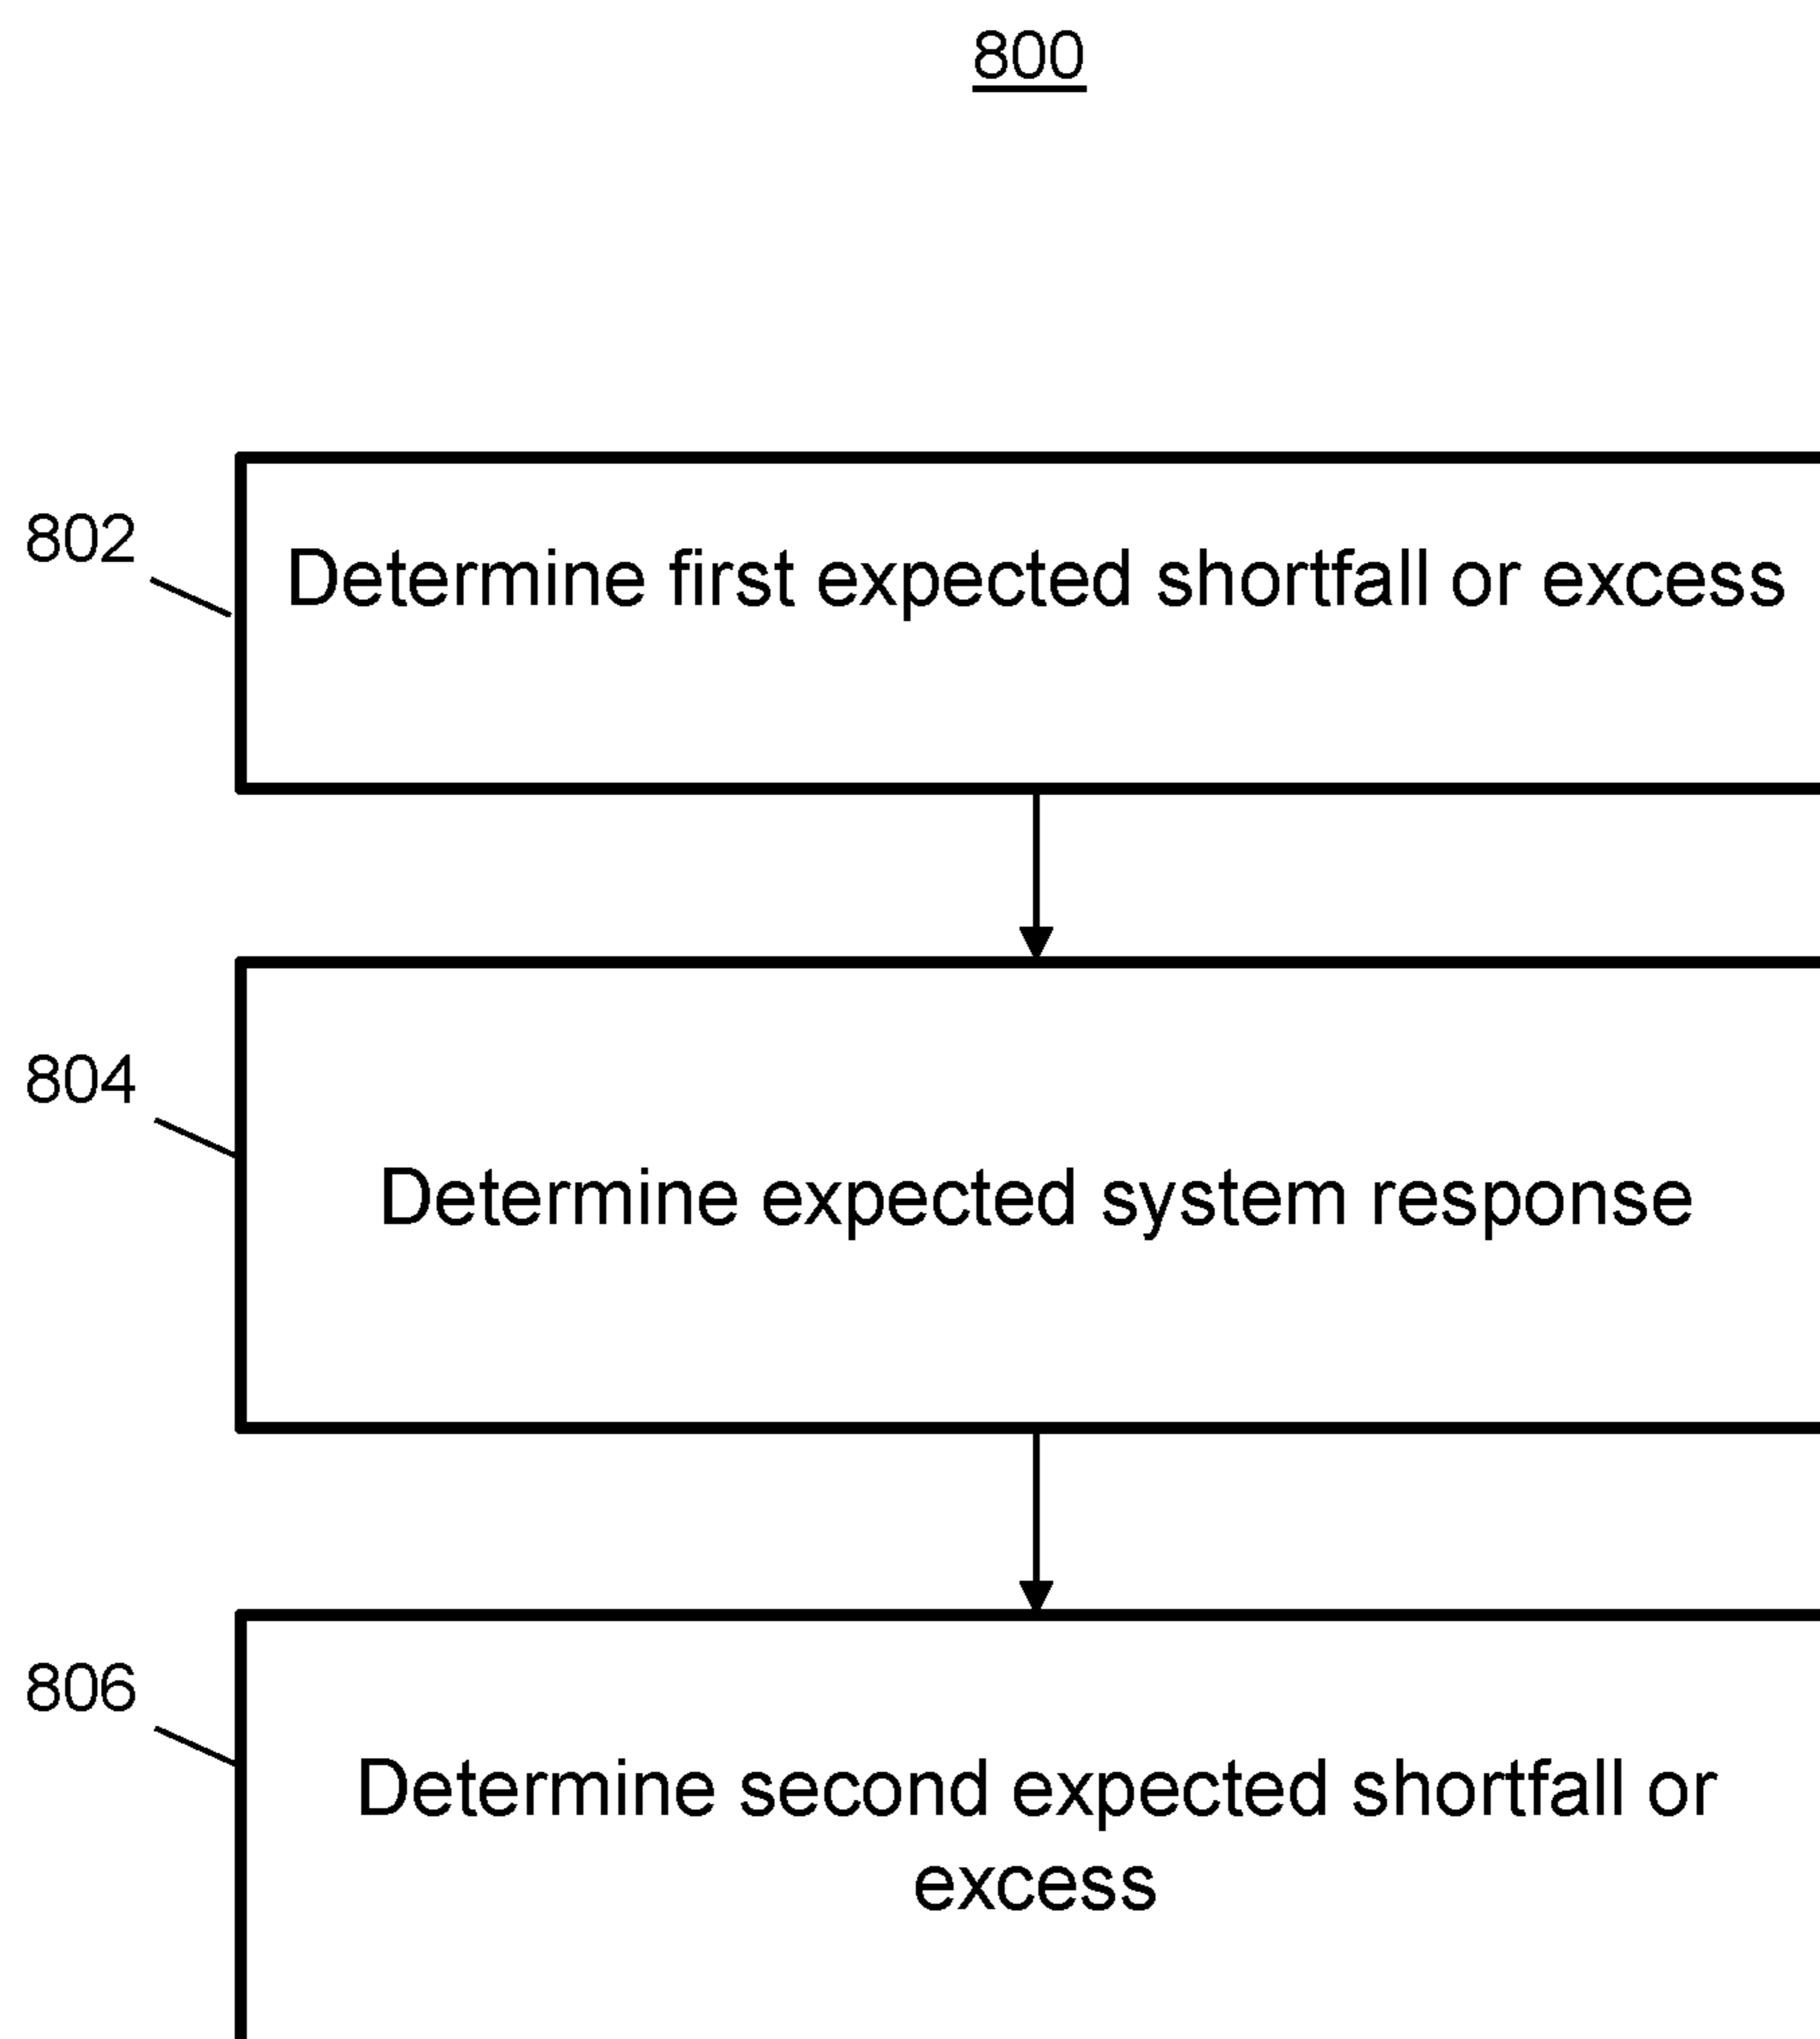 800
802
Determine first expected shortfall or excess
804
Determine expected system response
806
Determine second expected shortfall or
excess